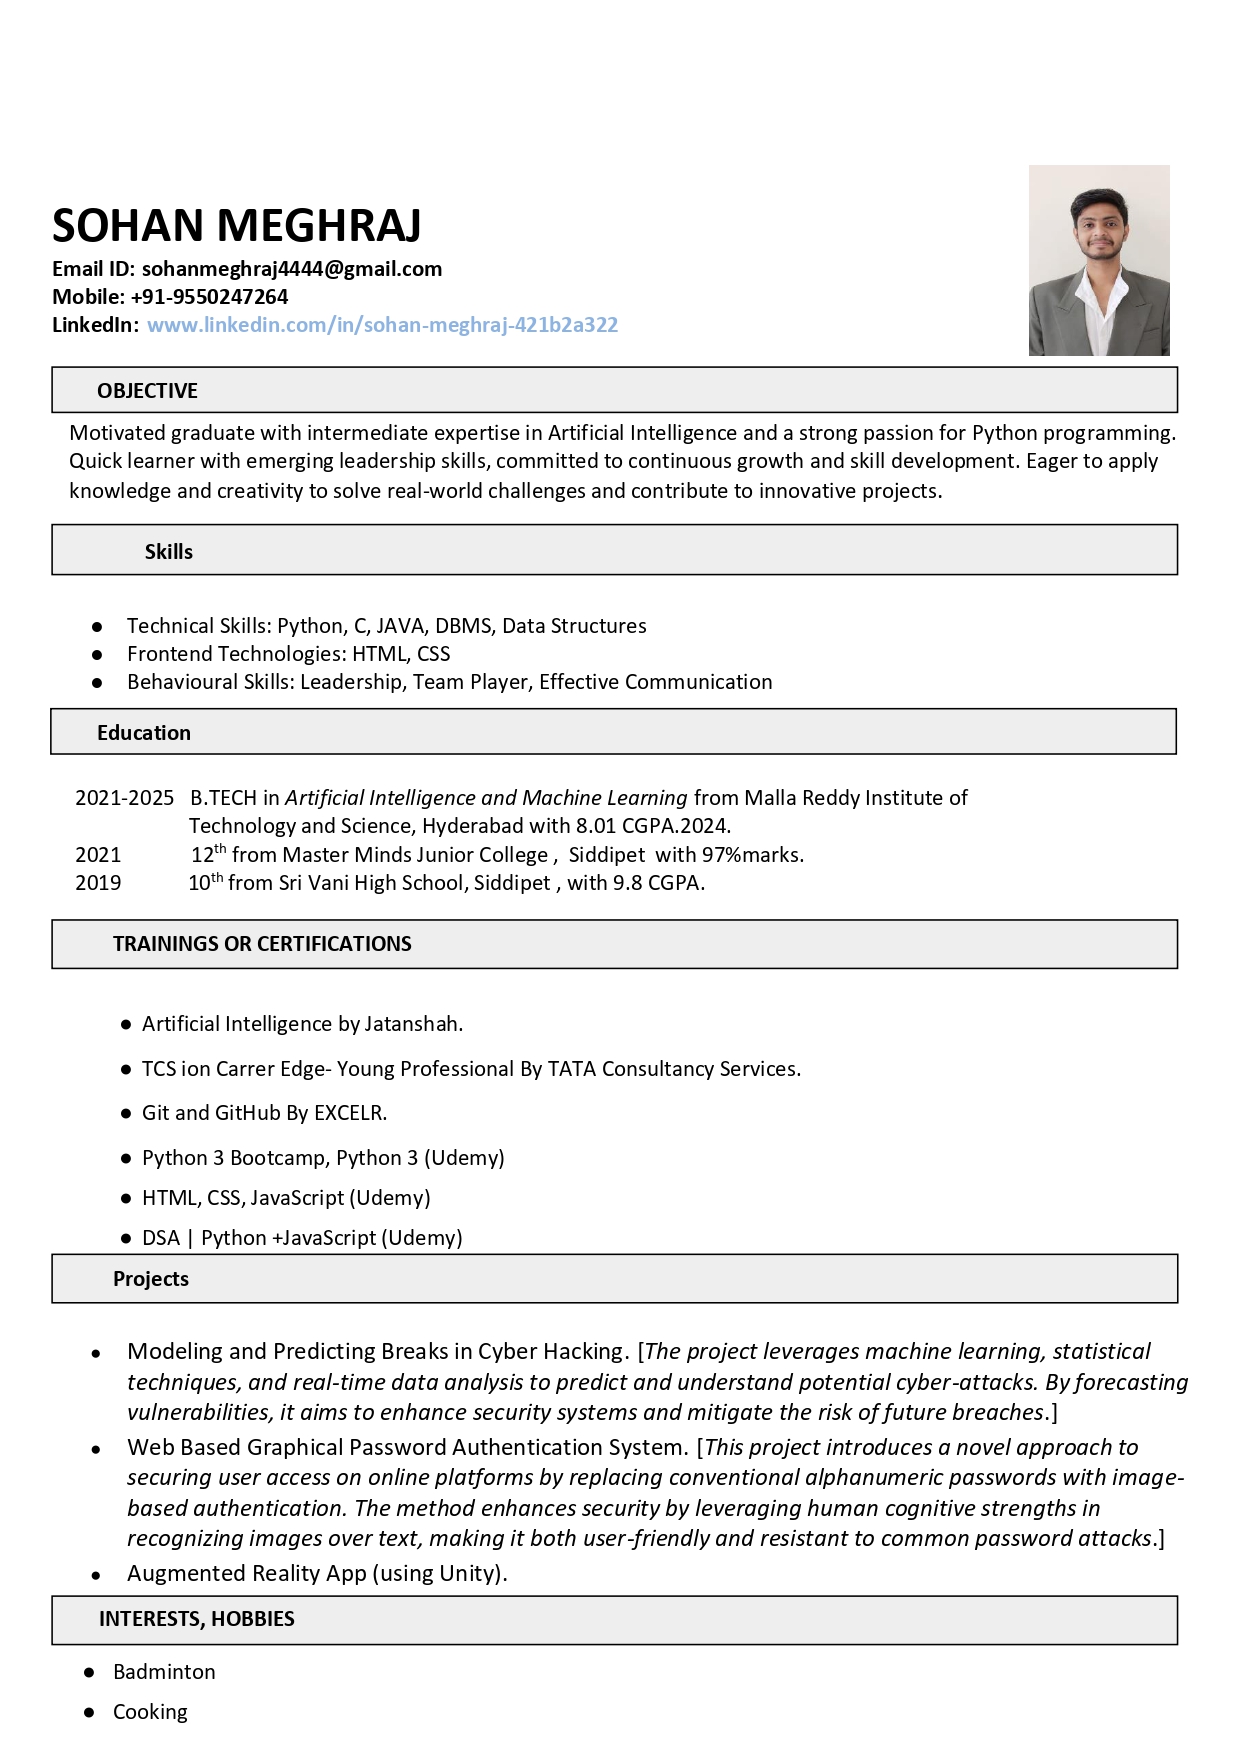 SOHAN MEGHRAJ
Email ID: sohanmeghraj4444@gmail.com
Mobile: +91-9550247264
LinkedIn: www.linkedin.com/in/sohan-meghraj-421b2a322
OBJECTIVE
Motivated graduate with intermediate expertise in Artificial Intelligence and a strong passion for Python programming.
Quick learner with emerging leadership skills, committed to continuous growth and skill development. Eager to apply
knowledge and creativity to solve real-world challenges and contribute to innovative projects.
Skills
● Technical Skills: Python, C, JAVA, DBMS, Data Structures
● Frontend Technologies: HTML, CSS
● Behavioural Skills: Leadership, Team Player, Effective Communication
Education
2021-2025 B.TECH in Artificial Intelligence and Machine Learning from Malla Reddy Institute of
Technology and Science, Hyderabad with 8.01 CGPA.2024.
2021 12th from Master Minds Junior College , Siddipet with 97%marks.
2019 10th from Sri Vani High School, Siddipet , with 9.8 CGPA.
TRAININGS OR CERTIFICATIONS
● Artificial Intelligence by Jatanshah.
● TCS ion Carrer Edge- Young Professional By TATA Consultancy Services.
● Git and GitHub By EXCELR.
● Python 3 Bootcamp, Python 3 (Udemy)
● HTML, CSS, JavaScript (Udemy)
● DSA | Python +JavaScript (Udemy)
Projects
● Modeling and Predicting Breaks in Cyber Hacking. [The project leverages machine learning, statistical
techniques, and real-time data analysis to predict and understand potential cyber-attacks. By forecasting
vulnerabilities, it aims to enhance security systems and mitigate the risk of future breaches.]
● Web Based Graphical Password Authentication System. [This project introduces a novel approach to
securing user access on online platforms by replacing conventional alphanumeric passwords with image-
based authentication. The method enhances security by leveraging human cognitive strengths in
recognizing images over text, making it both user-friendly and resistant to common password attacks.]
● Augmented Reality App (using Unity).
INTERESTS, HOBBIES
● Badminton
● Cooking